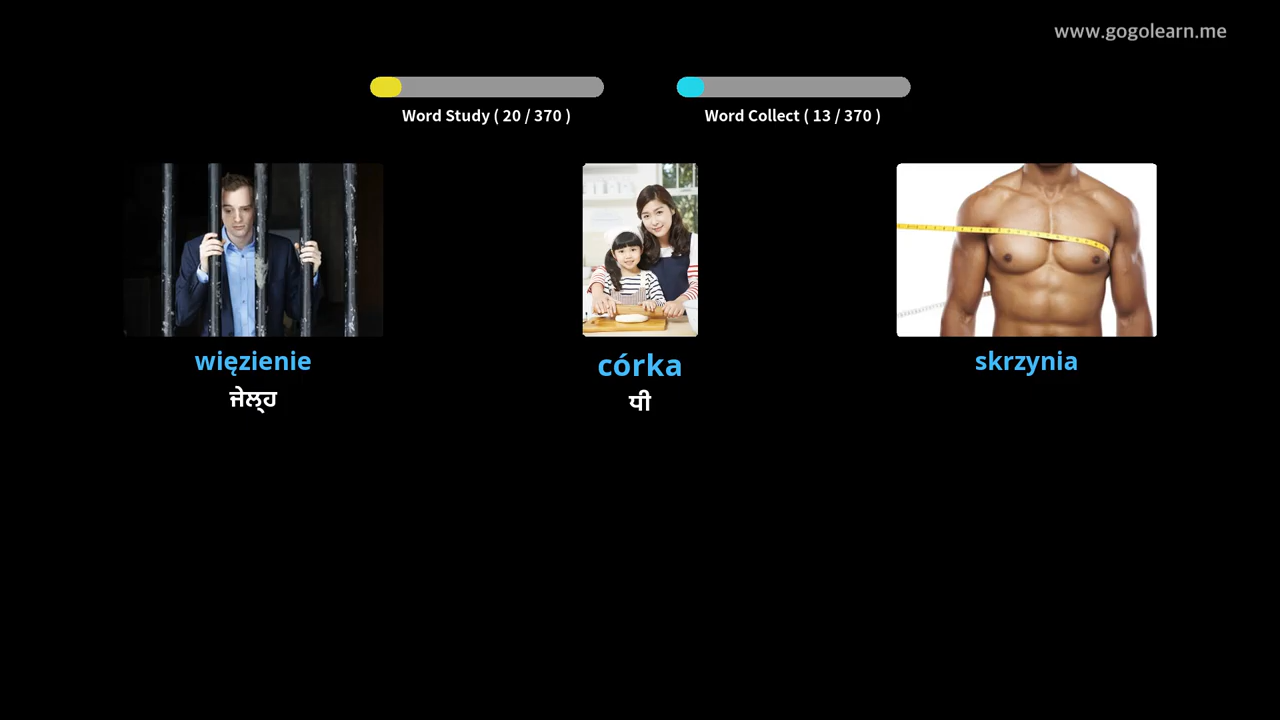 www.gogolearn.me
Word Study ( 20 / 370 )
Word Collect ( 13 / 370 )
więzienie
córka
skrzynia
ਜੇਲ੍ਹ
ਧੀ